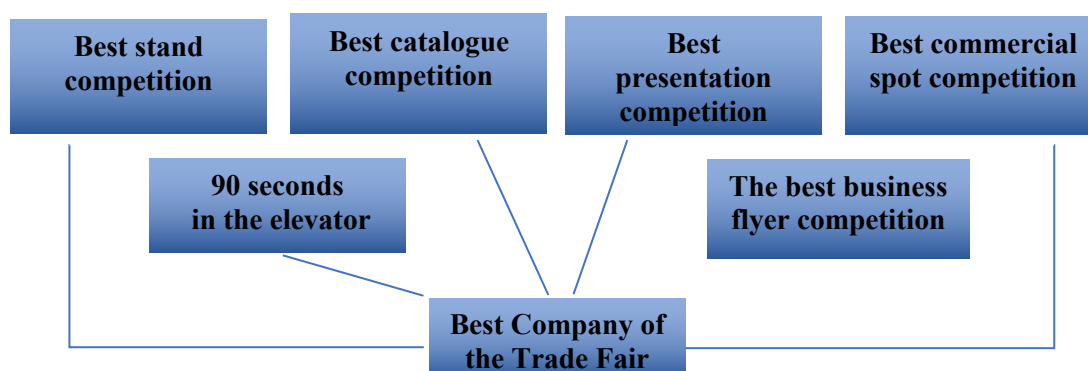 Best stand
competition
Best catalogue
competition
Best
presentation
competition
Best commercial
spot competition
90 seconds
in the elevator
The best business
flyer competition
Best Company of
the Trade Fair